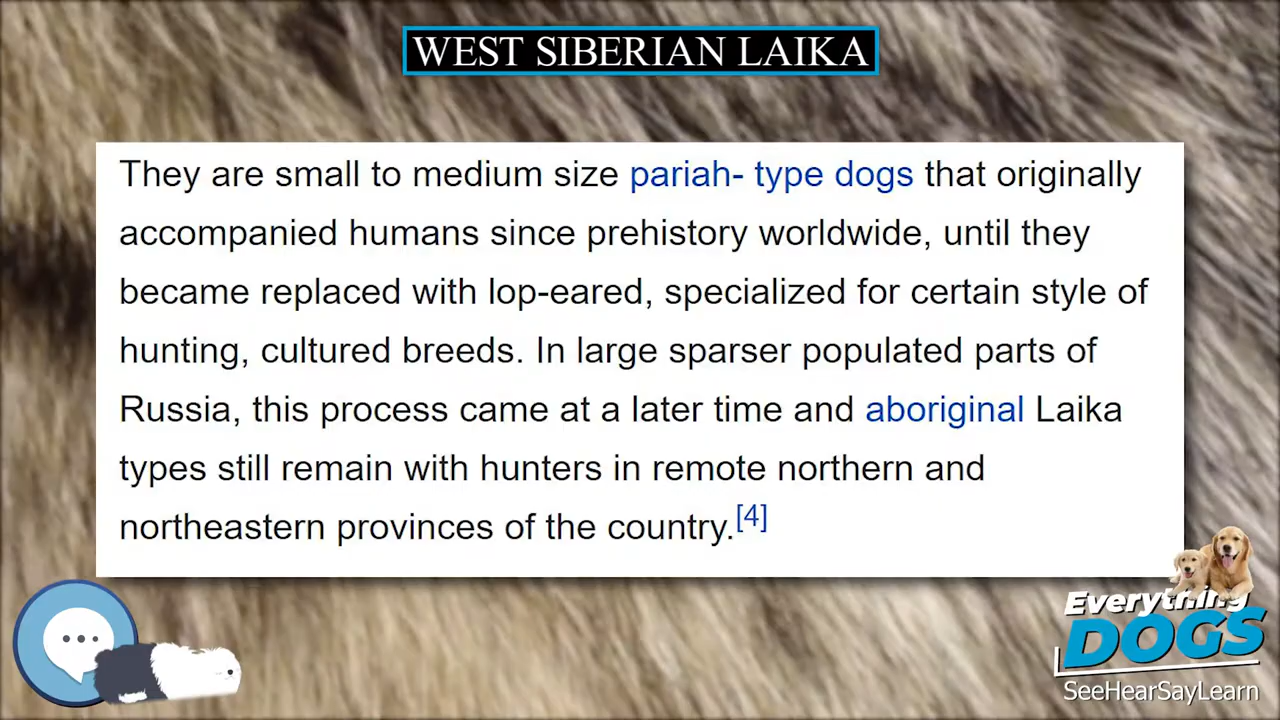 WEST SIBERIAN LAIKA
They are small to medium size pariah- type dogs that originally
accompanied humans since prehistory worldwide, until they
became replaced with lop-eared, specialized for certain style of
hunting, cultured breeds. In large sparser populated parts of
Russia, this process came at a later time and aboriginal Laika
types still remain with hunters in remote northern and
northeastern provinces of the country.[4]
Everything
DOGS
SeeHearSayLearn